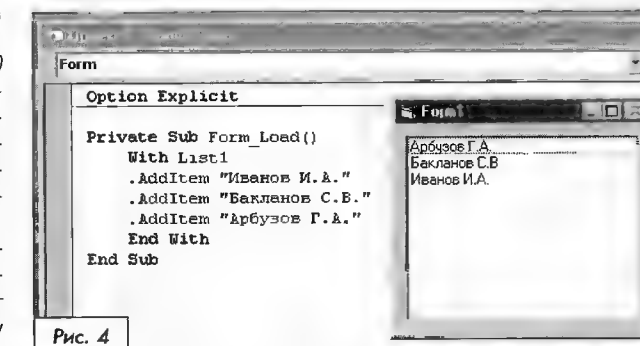 Form
Option Explicit
Private Sub Form_Load()
With List1
.AddItem "Иванов И.А."
.AddItem "Бакланов С.В."
.AddItem "Арбузов Г.А."
End With
End Sub
Form1
Арбузов Г.А.
Бакланов С.В
Иванов И.А.
Рис. 4